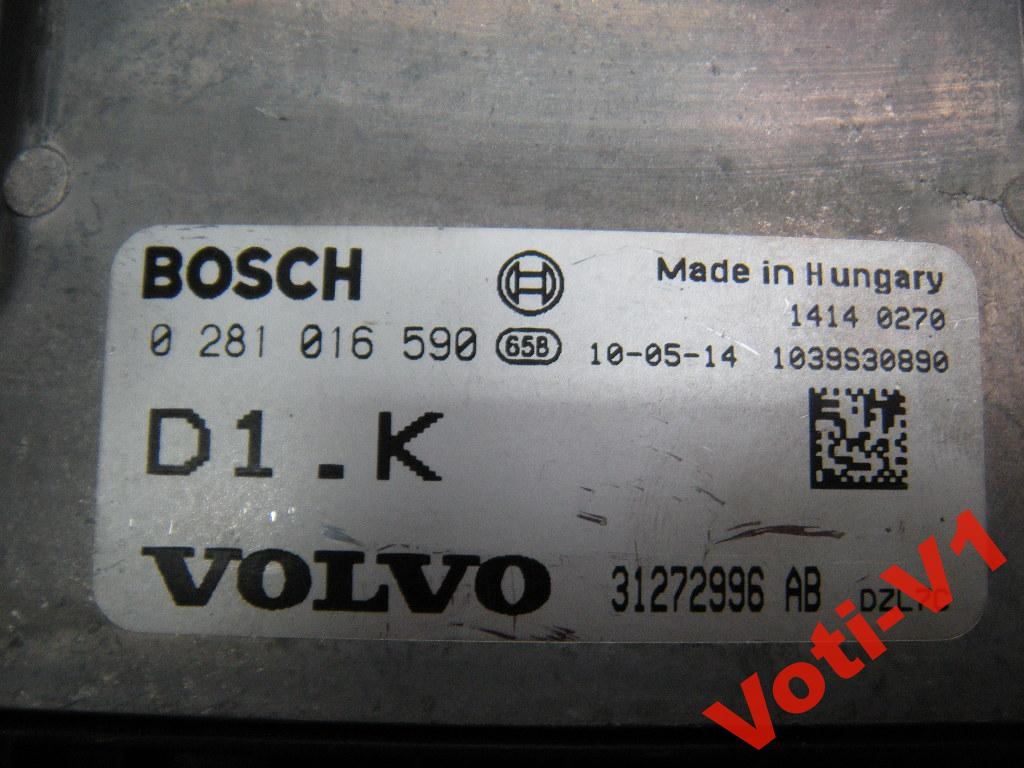 BOSCH
Made in Hungary
1414 0270
0 281 016 590 65B 10-05-14 1039S30890
D1.K
VOLVO 31272996 AB
Voti-V1